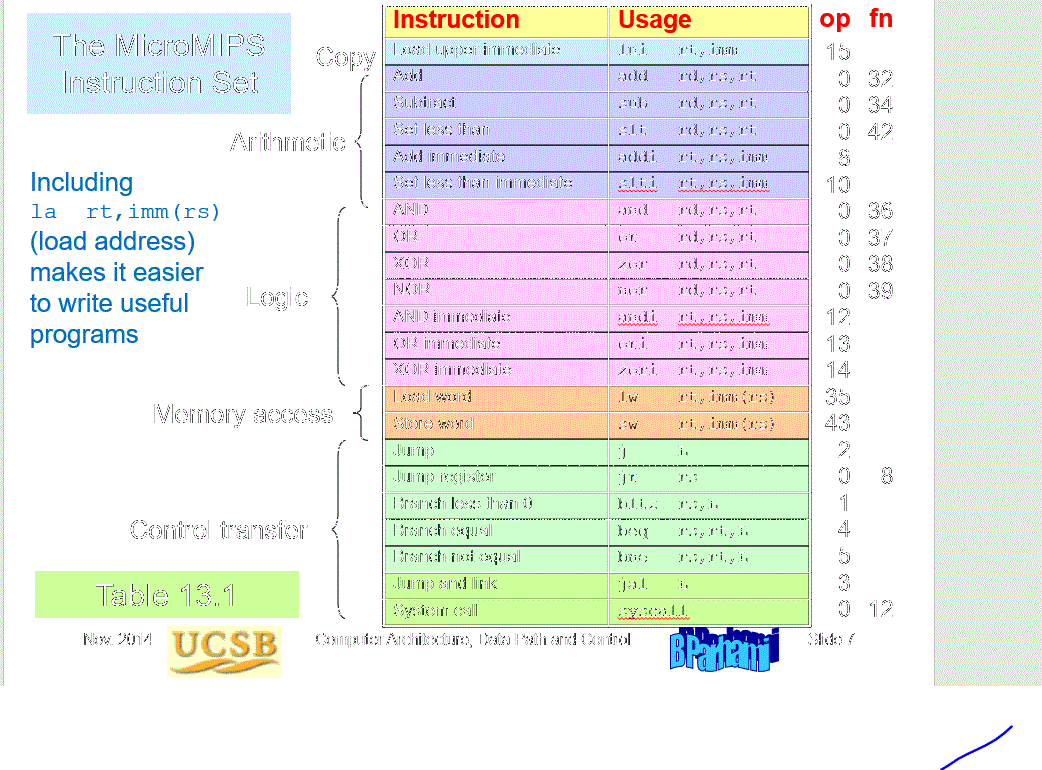 The MicroMIPS
Instruction Set
Including
la rt,imm(rs)
(load address)
makes it easier
to write useful
programs
Instruction Usage op fn
Copy
Load upper immediate lui rt,imm 15
Arithmetic
Add add rd,rs,rt 0 32
Subtract sub rd,rs,rt 0 34
Set less than slt rd,rs,rt 0 42
Add immediate addi rt,rs,imm 8
Set less than immediate slti rt,rs,imm 10
Logic
AND and rd,rs,rt 0 36
OR or rd,rs,rt 0 37
XOR xor rd,rs,rt 0 38
NOR nor rd,rs,rt 0 39
AND immediate andi rt,rs,imm 12
OR immediate ori rt,rs,imm 13
XOR immediate xori rt,rs,imm 14
Memory access
Load word lw rt,imm(rs) 35
Store word sw rt,imm(rs) 43
Control transfer
Jump j L 2
Jump register jr rs 0 8
Branch less than 0 bltz rs,L 1
Branch equal beq rs,rt,L 4
Branch not equal bne rs,rt,L 5
Jump and link jal L 3
System call syscall 0 12
Table 13.1
Nov. 2014 UCSB Computer Architecture, Data Path and Control B Parhami Slide 7